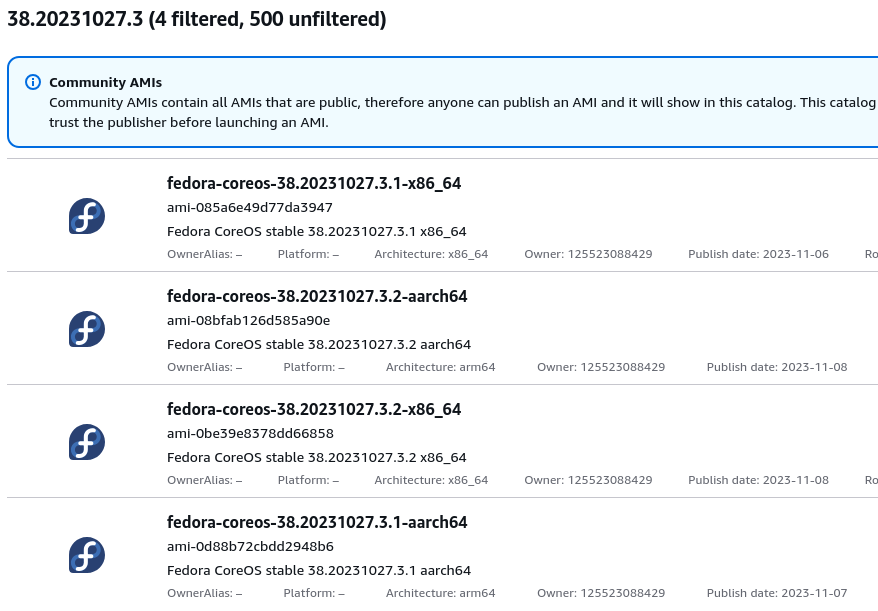 38.20231027.3 (4 filtered, 500 unfiltered)
Community AMIs
Community AMIs contain all AMIs that are public, therefore anyone can publish an AMI and it will show in this catalog. This catalog
trust the publisher before launching an AMI.
fedora-coreos-38.20231027.3.1-x86_64
ami-085a6e49d77da3947
Fedora CoreOS stable 38.20231027.3.1 x86_64
OwnerAlias: – Platform: – Architecture: x86_64 Owner: 125523088429 Publish date: 2023-11-06 Ro
fedora-coreos-38.20231027.3.2-aarch64
ami-08bfab126d585a90e
Fedora CoreOS stable 38.20231027.3.2 aarch64
OwnerAlias: – Platform: – Architecture: arm64 Owner: 125523088429 Publish date: 2023-11-08
fedora-coreos-38.20231027.3.2-x86_64
ami-0be39e8378dd66858
Fedora CoreOS stable 38.20231027.3.2 x86_64
OwnerAlias: – Platform: – Architecture: x86_64 Owner: 125523088429 Publish date: 2023-11-08 Ro
fedora-coreos-38.20231027.3.1-aarch64
ami-0d88b72cbdd2948b6
Fedora CoreOS stable 38.20231027.3.1 aarch64
OwnerAlias: – Platform: – Architecture: arm64 Owner: 125523088429 Publish date: 2023-11-07